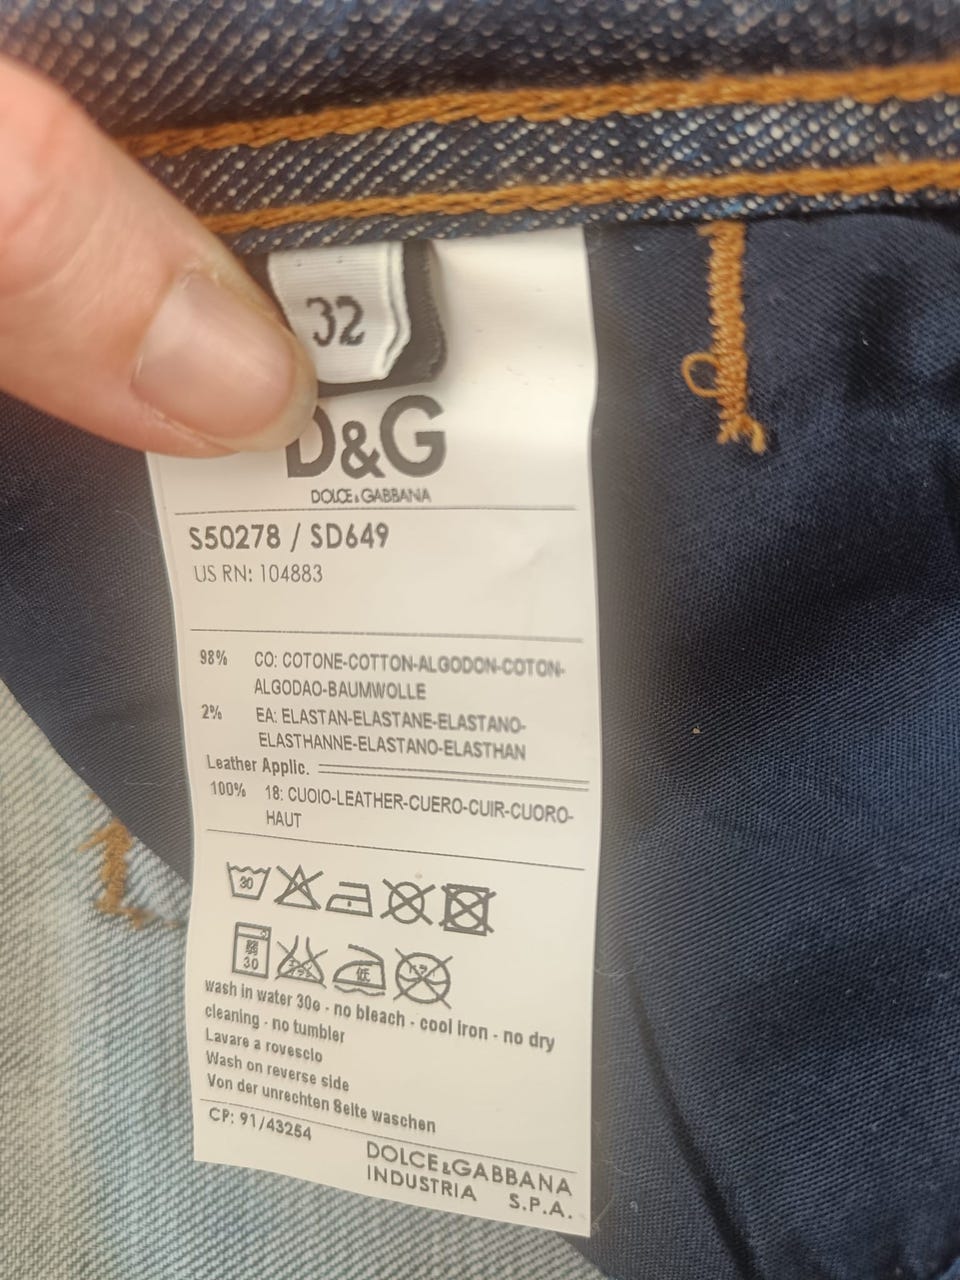 32
D&G
DOLCE&GABBANA
S50278 / SD649
US RN: 104883
98% CO: COTONE-COTTON-ALGODON-COTON-
ALGODAO-BAUMWOLLE
2% EA: ELASTAN-ELASTANE-ELASTANO-
ELASTHANNE-ELASTANO-ELASTHAN
Leather Applic.
100% 18: CUOIO-LEATHER-CUERO-CUIR-CUORO-
HAUT
30
30
低
wash in water 30o - no bleach - cool iron - no dry
cleaning - no tumbler
Lavare a rovescio
Wash on reverse side
Von der unrechten Seite waschen
CP: 91/43254
DOLCE&GABBANA
INDUSTRIA S.P.A.